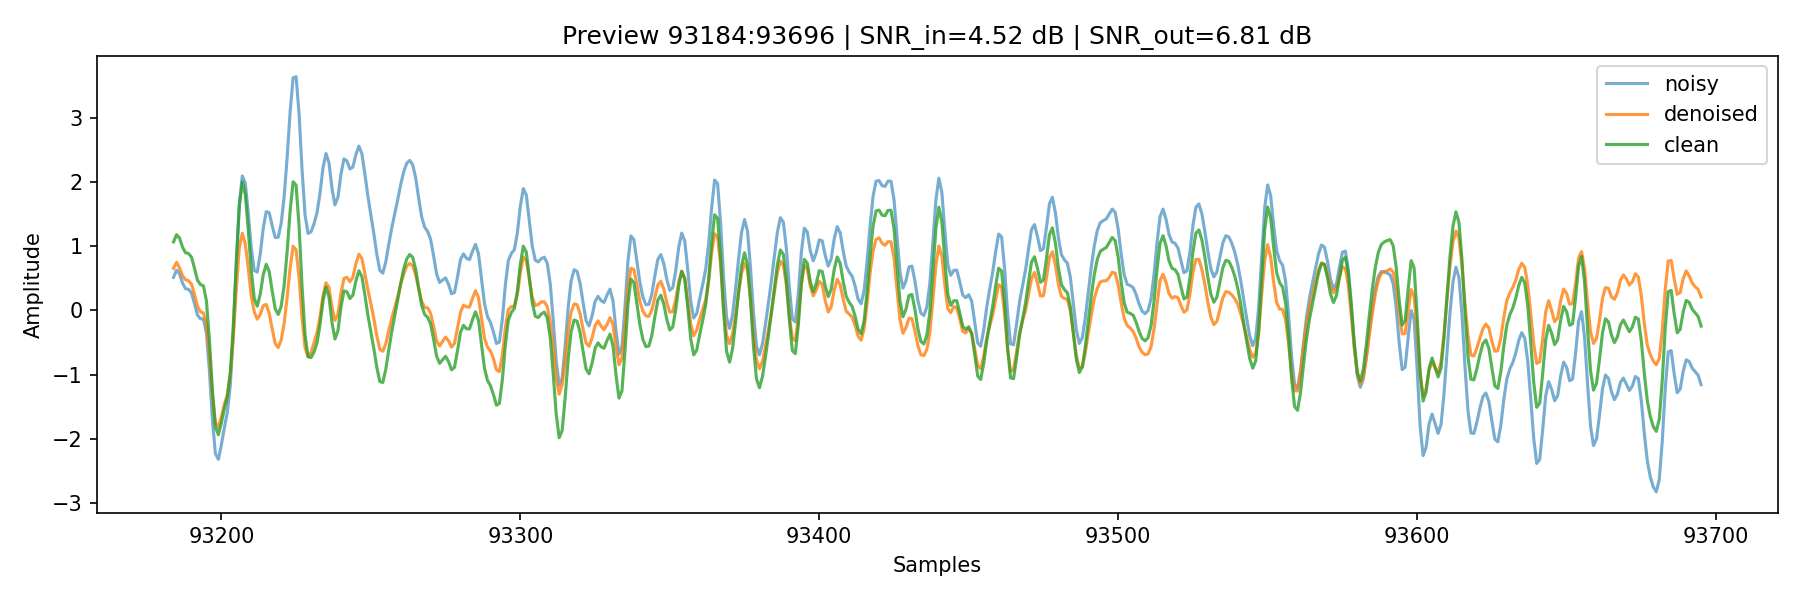 Preview 93184:93696 | SNR_in=4.52 dB | SNR_out=6.81 dB
noisy
denoised
clean
Amplitude
3
2
1
0
−1
−2
−3
93200 93300 93400 93500 93600 93700
Samples